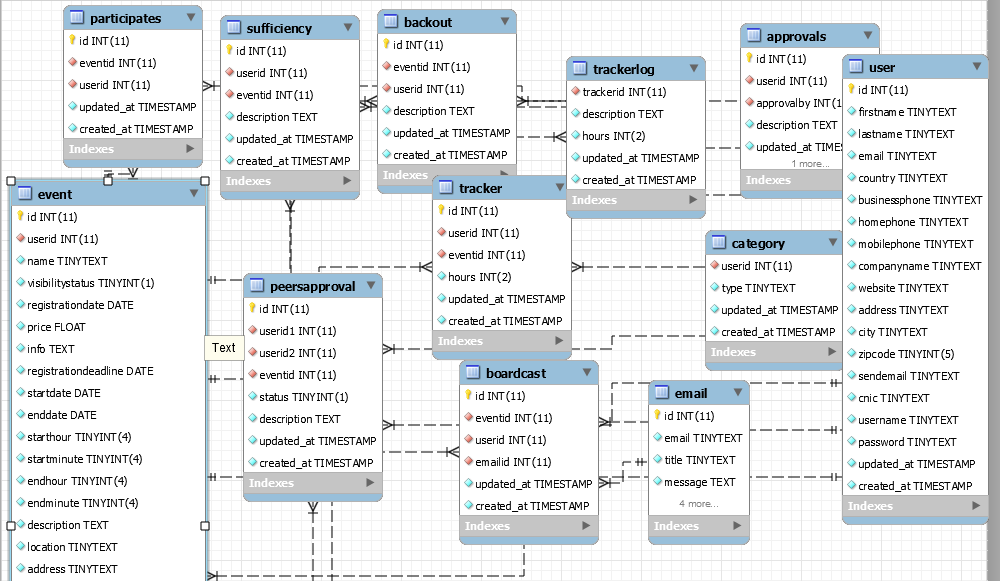 participates
id INT(11)
eventid INT(11)
userid INT(11)
updated_at TIMESTAMP
created_at TIMESTAMP
Indexes
sufficiency
id INT(11)
userid INT(11)
eventid INT(11)
description TEXT
updated_at TIMESTAMP
created_at TIMESTAMP
Indexes
backout
id INT(11)
eventid INT(11)
userid INT(11)
description TEXT
updated_at TIMESTAMP
created_at TIMESTAMP
Indexes
trackerlog
trackerid INT(11)
description TEXT
hours INT(2)
updated_at TIMESTAMP
created_at TIMESTAMP
Indexes
approvals
id INT(11)
userid INT(11)
approvalby INT(1
description TEXT
updated_at TIMES
1 more...
Indexes
user
id INT(11)
firstname TINYTEXT
lastname TINYTEXT
email TINYTEXT
country TINYTEXT
businessphone TINYTEXT
homephone TINYTEXT
mobilephone TINYTEXT
companyname TINYTEXT
website TINYTEXT
address TINYTEXT
city TINYTEXT
zipcode TINYTEXT(5)
sendemail TINYTEXT
cnic TINYTEXT
username TINYTEXT
password TINYTEXT
updated_at TIMESTAMP
created_at TIMESTAMP
Indexes
event
id INT(11)
userid INT(11)
name TINYTEXT
visibilitystatus TINYINT(1)
registrationdate DATE
price FLOAT
info TEXT
registrationdeadline DATE
startdate DATE
enddate DATE
starthour TINYINT(4)
startminute TINYINT(4)
endhour TINYINT(4)
endminute TINYINT(4)
description TEXT
location TINYTEXT
address TINYTEXT
Text
peersapproval
id INT(11)
userid1 INT(11)
userid2 INT(11)
eventid INT(11)
status TINYINT(1)
description TEXT
updated_at TIMESTAMP
created_at TIMESTAMP
Indexes
tracker
id INT(11)
userid INT(11)
eventid INT(11)
hours INT(2)
updated_at TIMESTAMP
created_at TIMESTAMP
Indexes
category
userid INT(11)
type TINYTEXT
updated_at TIMESTAMP
created_at TIMESTAMP
Indexes
boardcast
id INT(11)
eventid INT(11)
userid INT(11)
emailid INT(11)
updated_at TIMESTAMP
created_at TIMESTAMP
Indexes
email
id INT(11)
email TINYTEXT
title TINYTEXT
message TEXT
4 more...
Indexes